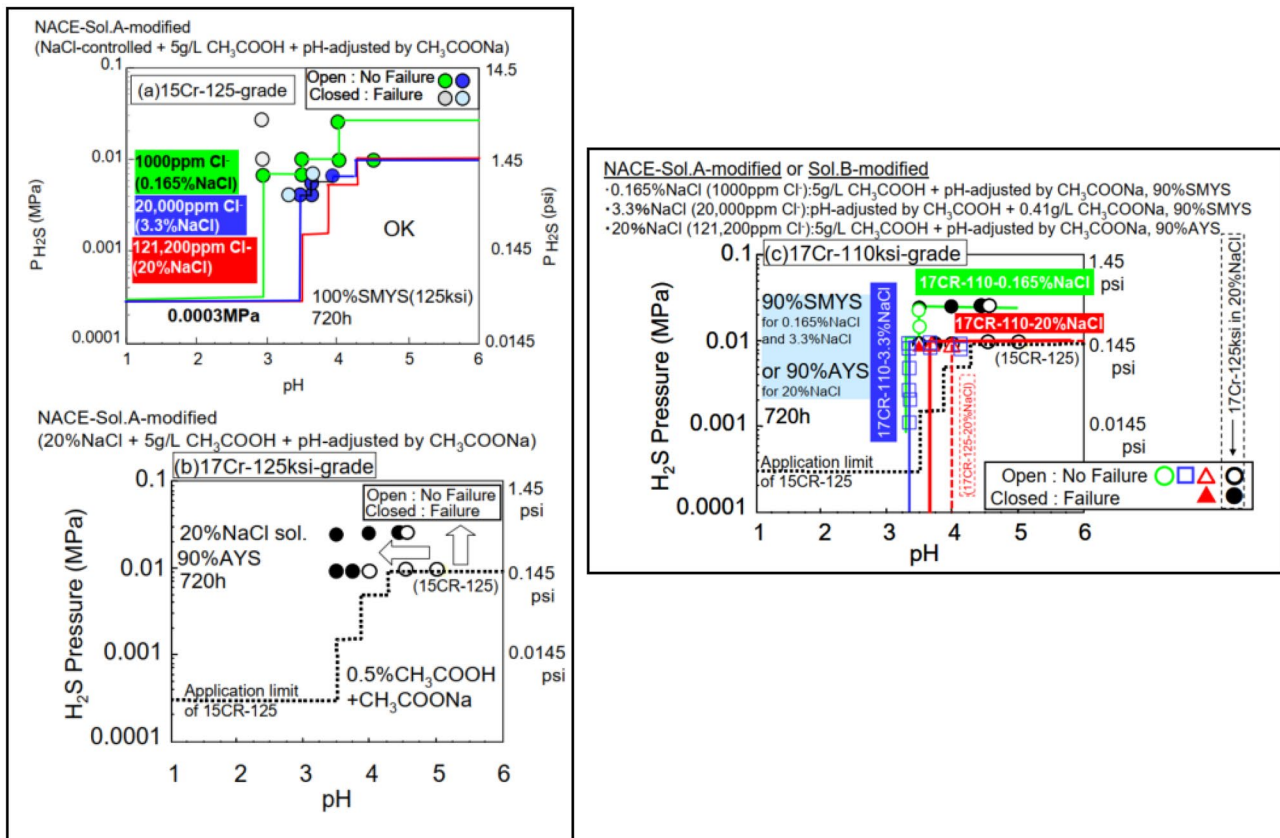 NACE-Sol.A-modified
(NaCl-controlled + 5g/L CH₃COOH + pH-adjusted by CH₃COONa)
0.1
14.5
(a)15Cr-125-grade
Open : No Failure
Closed : Failure
1000ppm Cl⁻
(0.165%NaCl)
0.01
1.45
20,000ppm Cl⁻
(3.3%NaCl)
P H₂S (MPa)
P H₂S (psi)
OK
0.001
0.145
121,200ppm Cl-
(20%NaCl)
100%SMYS(125ksi)
0.0003MPa
720h
0.0001
0.0145
1 2 3 4 5 6
pH
NACE-Sol.A-modified
(20%NaCl + 5g/L CH₃COOH + pH-adjusted by CH₃COONa)
(b)17Cr-125ksi-grade
0.1
1.45
psi
Open : No Failure
Closed : Failure
20%NaCl sol.
90%AYS
720h
0.01
0.145
psi
(15CR-125)
H₂S Pressure (MPa)
0.001
0.0145
psi
0.5%CH₃COOH
+CH₃COONa
Application limit
of 15CR-125
0.0001
1 2 3 4 5 6
pH
NACE-Sol.A-modified or Sol.B-modified
•0.165%NaCl (1000ppm Cl⁻):5g/L CH₃COOH + pH-adjusted by CH₃COONa, 90%SMYS
•3.3%NaCl (20,000ppm Cl⁻):pH-adjusted by CH₃COOH + 0.41g/L CH₃COONa, 90%SMYS
•20%NaCl (121,200ppm Cl⁻):5g/L CH₃COOH + pH-adjusted by CH₃COONa, 90%AYS.
(c)17Cr-110ksi-grade
0.1
1.45
psi
17CR-110-0.165%NaCl
90%SMYS
for 0.165%NaCl
and 3.3%NaCl
or 90%AYS
for 20%NaCl
720h
17CR-110-3.3%NaCl
17CR-110-20%NaCl
0.01
0.145
psi
(15CR-125)
H₂S Pressure (MPa)
0.001
0.0145
psi
(17CR-125-20%NaCl)
17Cr-125ksi in 20%NaCl
Application limit
of 15CR-125
Open : No Failure
Closed : Failure
0.0001
1 2 3 4 5 6
pH